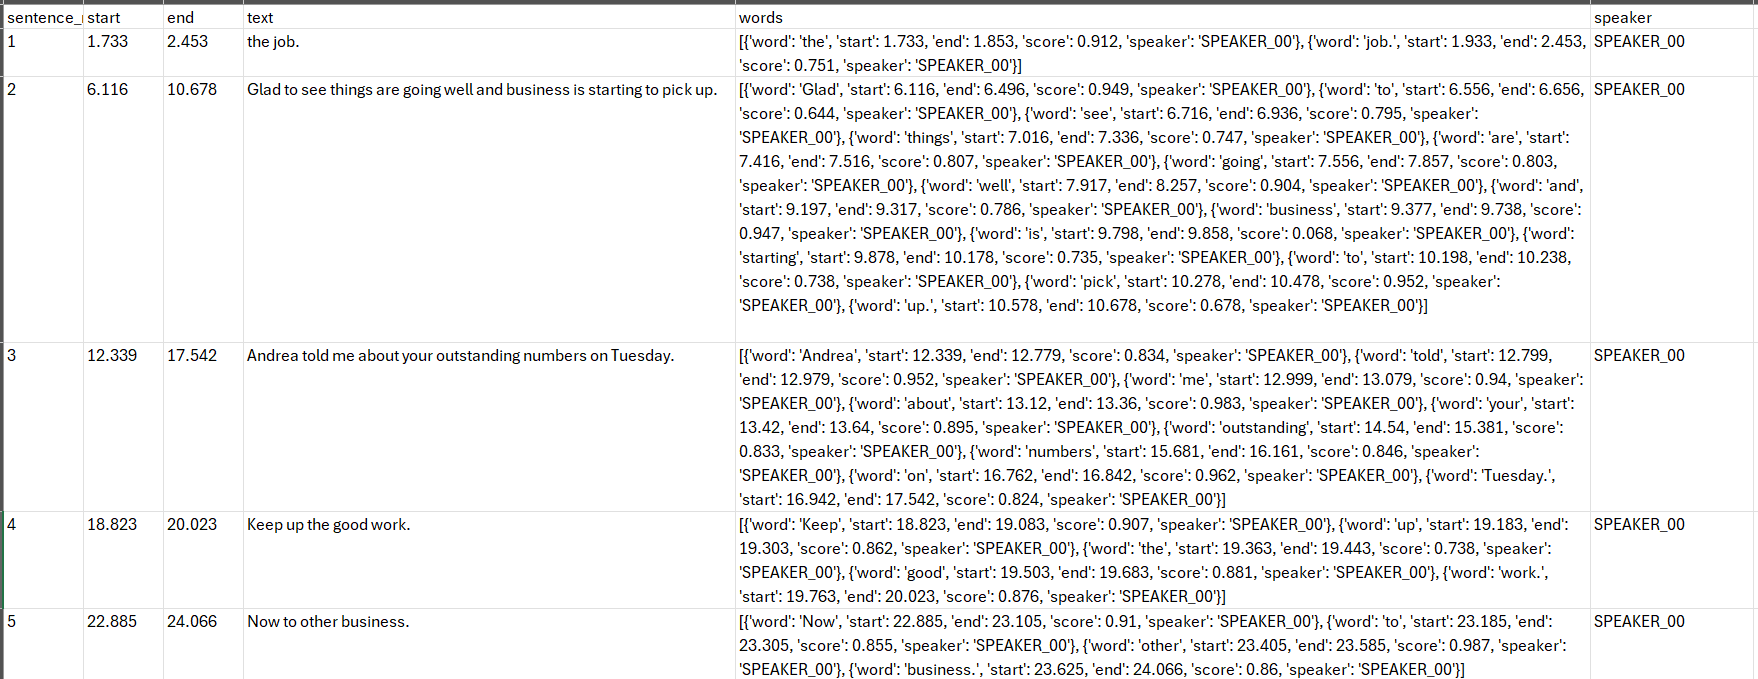 sentence_ start end text words speaker
1 1.733 2.453 the job. [{'word': 'the', 'start': 1.733, 'end': 1.853, 'score': 0.912, 'speaker': 'SPEAKER_00'}, {'word': 'job.', 'start': 1.933, 'end': 2.453, SPEAKER_00
'score': 0.751, 'speaker': 'SPEAKER_00'}]
2 6.116 10.678 Glad to see things are going well and business is starting to pick up. [{'word': 'Glad', 'start': 6.116, 'end': 6.496, 'score': 0.949, 'speaker': 'SPEAKER_00'}, {'word': 'to', 'start': 6.556, 'end': 6.656, SPEAKER_00
'score': 0.644, 'speaker': 'SPEAKER_00'}, {'word': 'see', 'start': 6.716, 'end': 6.936, 'score': 0.795, 'speaker':
'SPEAKER_00'}, {'word': 'things', 'start': 7.016, 'end': 7.336, 'score': 0.747, 'speaker': 'SPEAKER_00'}, {'word': 'are', 'start':
7.416, 'end': 7.516, 'score': 0.807, 'speaker': 'SPEAKER_00'}, {'word': 'going', 'start': 7.556, 'end': 7.857, 'score': 0.803,
'speaker': 'SPEAKER_00'}, {'word': 'well', 'start': 7.917, 'end': 8.257, 'score': 0.904, 'speaker': 'SPEAKER_00'}, {'word': 'and',
'start': 9.197, 'end': 9.317, 'score': 0.786, 'speaker': 'SPEAKER_00'}, {'word': 'business', 'start': 9.377, 'end': 9.738, 'score':
0.947, 'speaker': 'SPEAKER_00'}, {'word': 'is', 'start': 9.798, 'end': 9.858, 'score': 0.068, 'speaker': 'SPEAKER_00'}, {'word':
'starting', 'start': 9.878, 'end': 10.178, 'score': 0.735, 'speaker': 'SPEAKER_00'}, {'word': 'to', 'start': 10.198, 'end': 10.238,
'score': 0.738, 'speaker': 'SPEAKER_00'}, {'word': 'pick', 'start': 10.278, 'end': 10.478, 'score': 0.952, 'speaker':
'SPEAKER_00'}, {'word': 'up.', 'start': 10.578, 'end': 10.678, 'score': 0.678, 'speaker': 'SPEAKER_00'}]
3 12.339 17.542 Andrea told me about your outstanding numbers on Tuesday. [{'word': 'Andrea', 'start': 12.339, 'end': 12.779, 'score': 0.834, 'speaker': 'SPEAKER_00'}, {'word': 'told', 'start': 12.799, SPEAKER_00
'end': 12.979, 'score': 0.952, 'speaker': 'SPEAKER_00'}, {'word': 'me', 'start': 12.999, 'end': 13.079, 'score': 0.94, 'speaker':
'SPEAKER_00'}, {'word': 'about', 'start': 13.12, 'end': 13.36, 'score': 0.983, 'speaker': 'SPEAKER_00'}, {'word': 'your', 'start':
13.42, 'end': 13.64, 'score': 0.895, 'speaker': 'SPEAKER_00'}, {'word': 'outstanding', 'start': 14.54, 'end': 15.381, 'score':
0.833, 'speaker': 'SPEAKER_00'}, {'word': 'numbers', 'start': 15.681, 'end': 16.161, 'score': 0.846, 'speaker':
'SPEAKER_00'}, {'word': 'on', 'start': 16.762, 'end': 16.842, 'score': 0.962, 'speaker': 'SPEAKER_00'}, {'word': 'Tuesday.',
'start': 16.942, 'end': 17.542, 'score': 0.824, 'speaker': 'SPEAKER_00'}]
4 18.823 20.023 Keep up the good work. [{'word': 'Keep', 'start': 18.823, 'end': 19.083, 'score': 0.907, 'speaker': 'SPEAKER_00'}, {'word': 'up', 'start': 19.183, 'end': SPEAKER_00
19.303, 'score': 0.862, 'speaker': 'SPEAKER_00'}, {'word': 'the', 'start': 19.363, 'end': 19.443, 'score': 0.738, 'speaker':
'SPEAKER_00'}, {'word': 'good', 'start': 19.503, 'end': 19.683, 'score': 0.881, 'speaker': 'SPEAKER_00'}, {'word': 'work.',
'start': 19.763, 'end': 20.023, 'score': 0.876, 'speaker': 'SPEAKER_00'}]
5 22.885 24.066 Now to other business. [{'word': 'Now', 'start': 22.885, 'end': 23.105, 'score': 0.91, 'speaker': 'SPEAKER_00'}, {'word': 'to', 'start': 23.185, 'end': SPEAKER_00
23.305, 'score': 0.855, 'speaker': 'SPEAKER_00'}, {'word': 'other', 'start': 23.405, 'end': 23.585, 'score': 0.987, 'speaker':
'SPEAKER_00'}, {'word': 'business.', 'start': 23.625, 'end': 24.066, 'score': 0.86, 'speaker': 'SPEAKER_00'}]